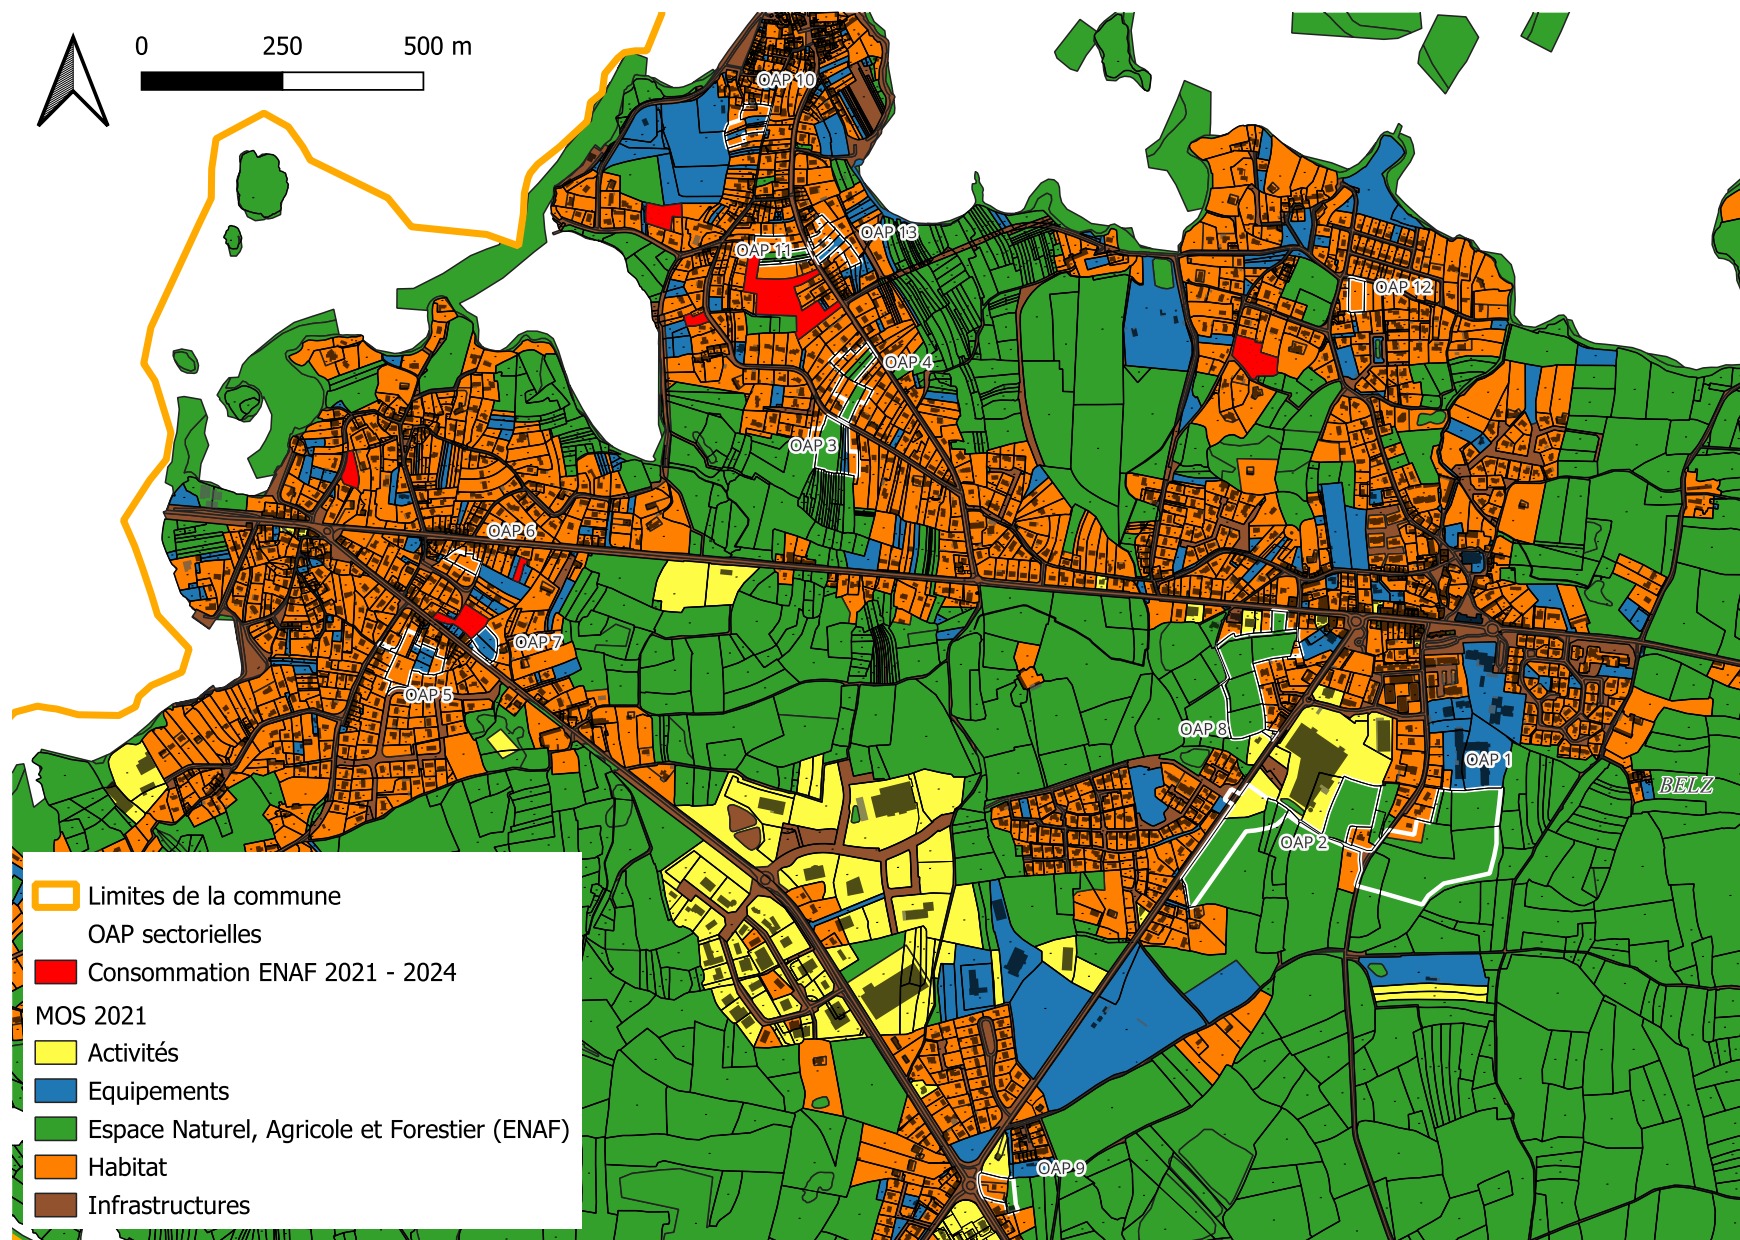 0 250 500 m
OAP 10
OAP 13
OAP 11
OAP 12
OAP 4
OAP 3
OAP 6
OAP 7
OAP 5
OAP 8
OAP 1
BELZ
OAP 2
OAP 9
Limites de la commune
OAP sectorielles
Consommation ENAF 2021 - 2024
MOS 2021
Activités
Equipements
Espace Naturel, Agricole et Forestier (ENAF)
Habitat
Infrastructures